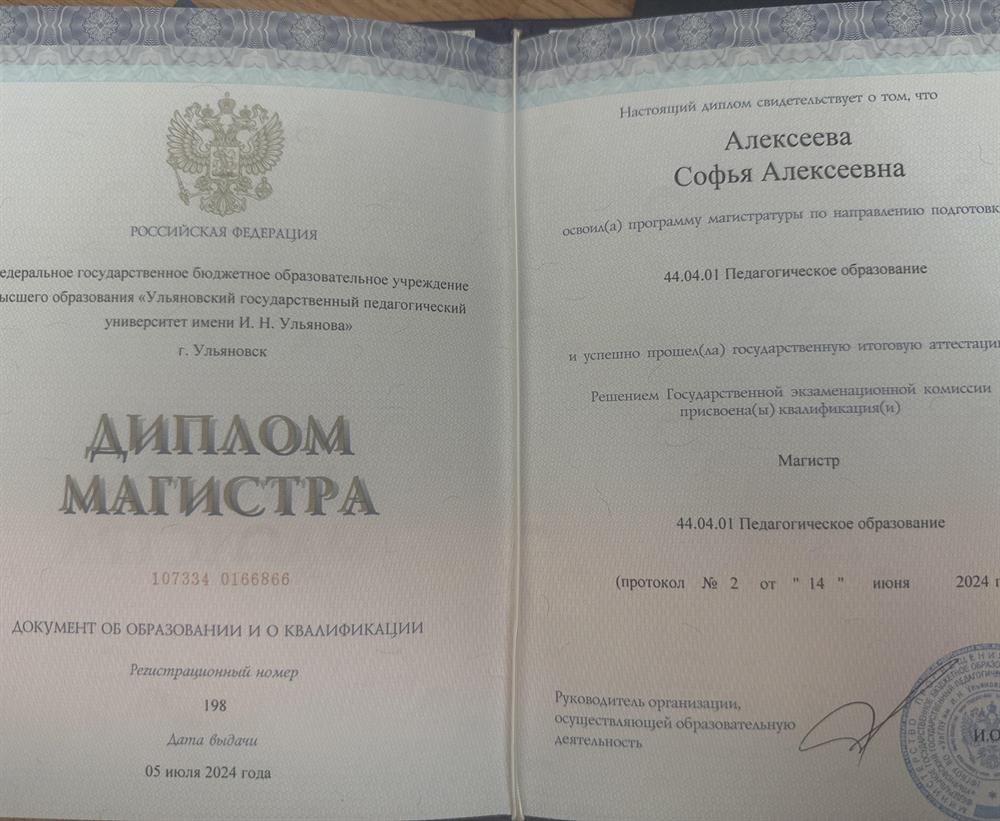 РОССИЙСКАЯ ФЕДЕРАЦИЯ
едеральное государственное бюджетное образовательное учреждение
ысшего образования «Ульяновский государственный педагогический
университет имени И. Н. Ульянова»
г. Ульяновск
ДИПЛОМ
МАГИСТРА
107334 0166866
ДОКУМЕНТ ОБ ОБРАЗОВАНИИ И О КВАЛИФИКАЦИИ
Регистрационный номер
198
Дата выдачи
05 июля 2024 года
Настоящий диплом свидетельствует о том, что
Алексеева
Софья Алексеевна
освоил(а) программу магистратуры по направлению подготовк
44.04.01 Педагогическое образование
и успешно прошел(ла) государственную итоговую аттестаци
Решением Государственной экзаменационной комиссии
присвоена(ы) квалификация(и)
Магистр
44.04.01 Педагогическое образование
(протокол № 2 от " 14 " июня 2024 г
Руководитель организации,
осуществляющей образовательную
деятельность
И.О